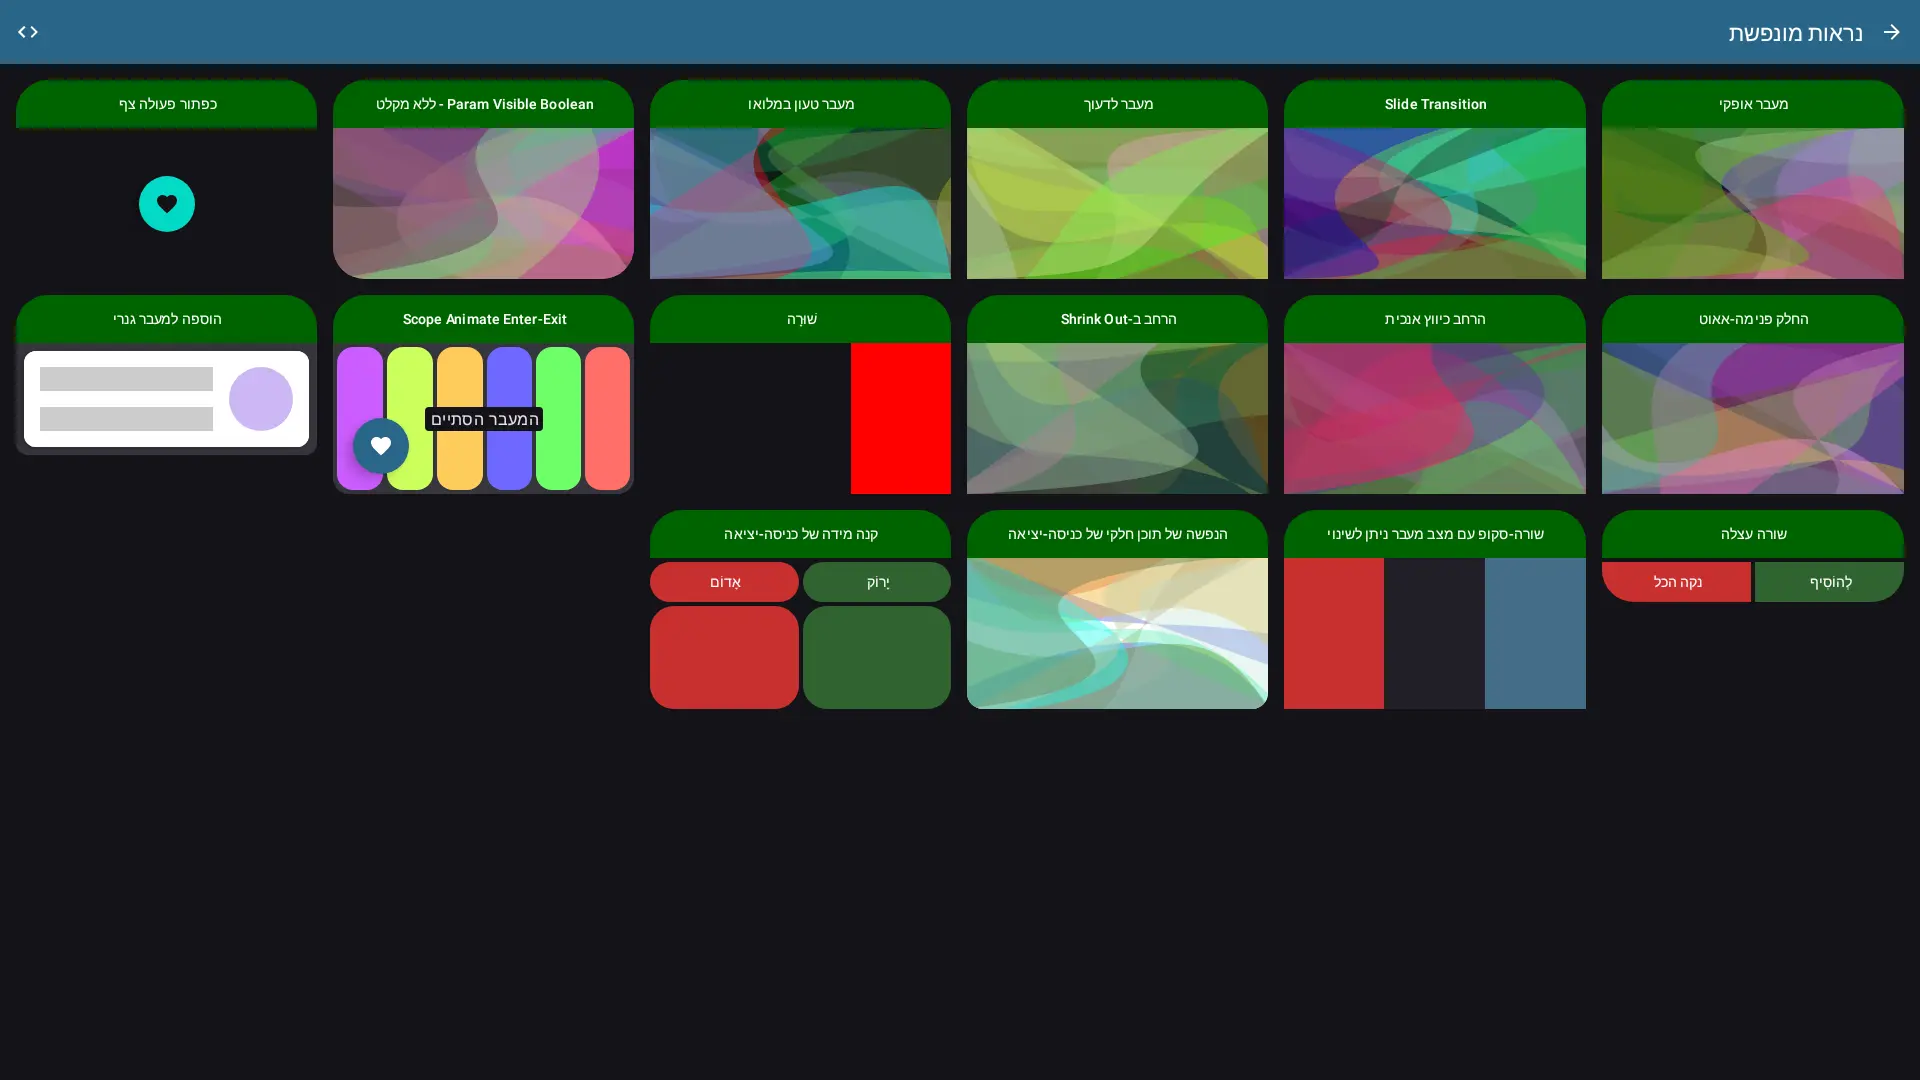 נראות מונפשת
מעבר אופקי
Slide Transition
מעבר לדעוך
מעבר טעון במלואו
Param Visible Boolean - ללא מקלט
כפתור פעולה צף
החלק פנימה-אאוט
הרחב כיווץ אנכית
הרחב ב-Shrink Out
שׁוּרָה
Scope Animate Enter-Exit
המעבר הסתיים
הוספה למעבר גנרי
שורה עצלה
לְהוֹסִיף
נקה הכל
שורה-סקופ עם מצב מעבר ניתן לשינוי
הנפשה של תוכן חלקי של כניסה-יציאה
קנה מידה של כניסה-יציאה
יָרוֹק
אָדוֹם